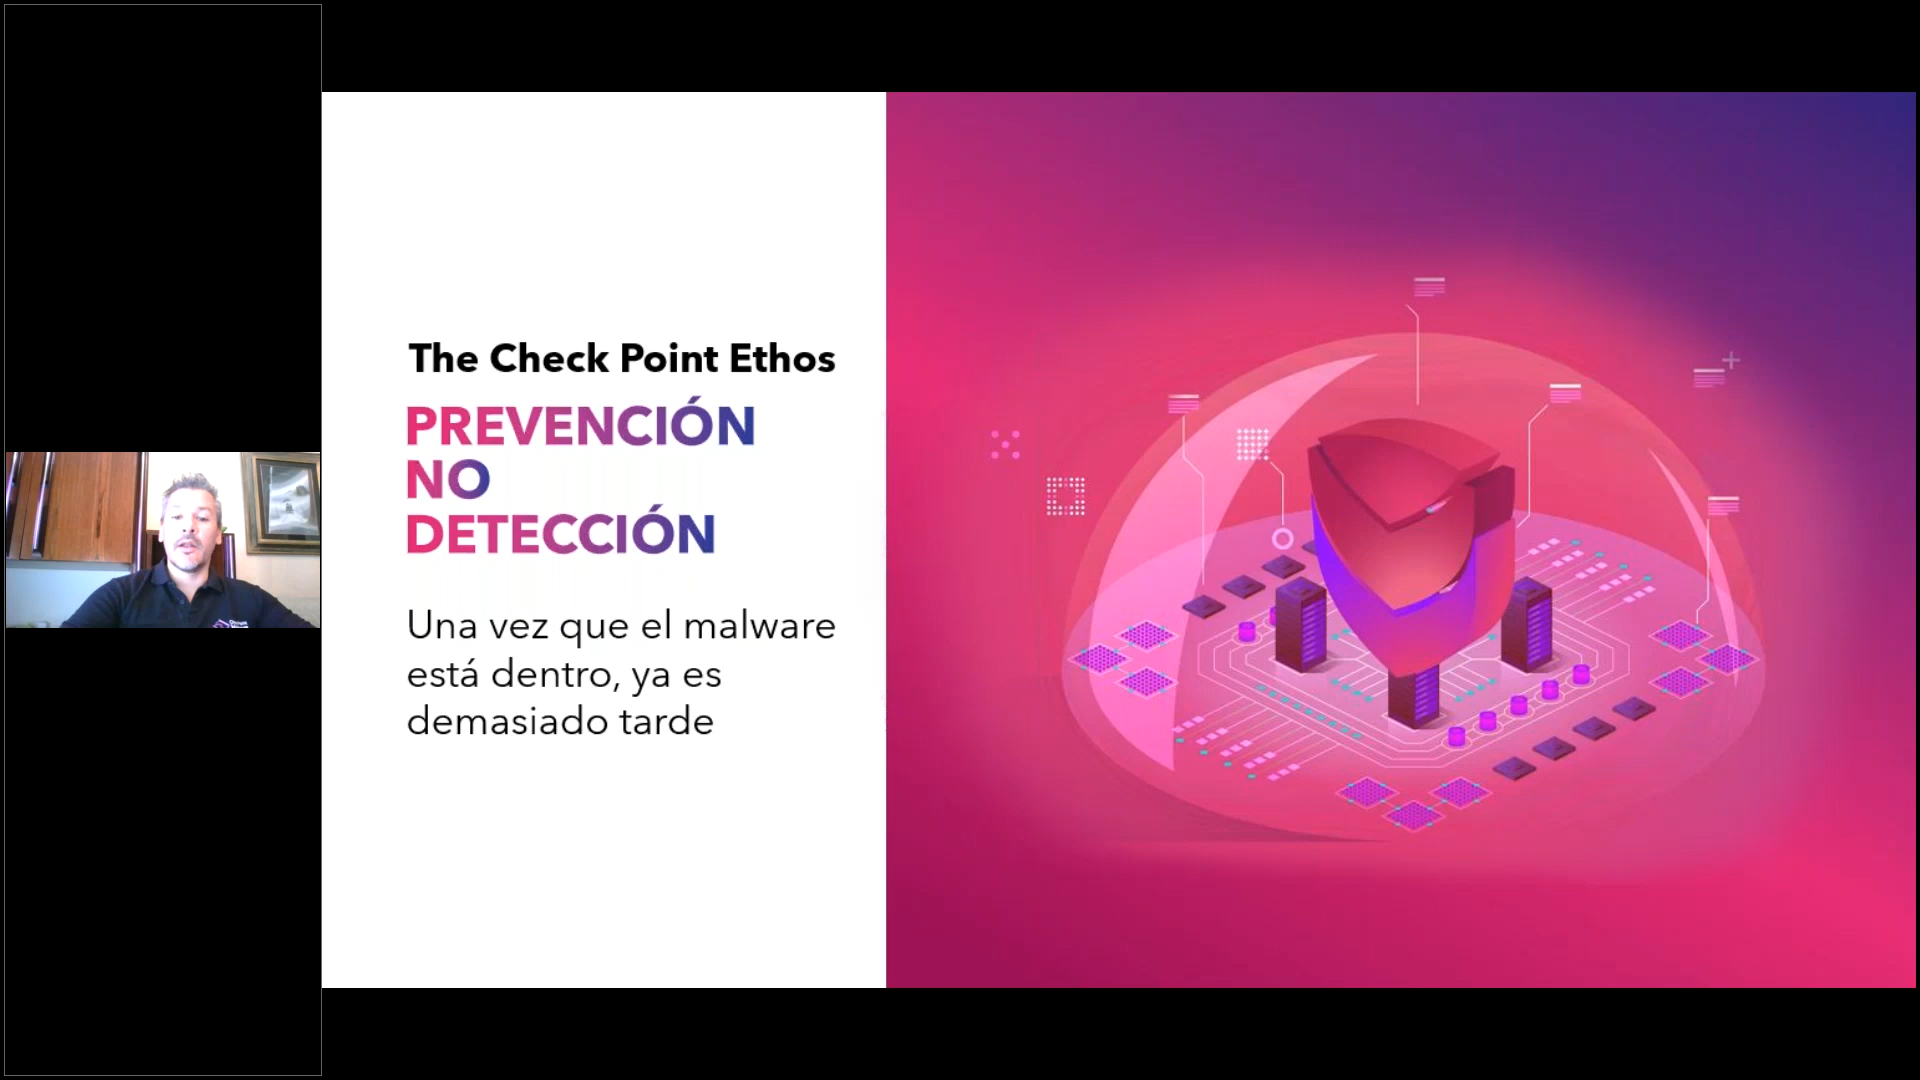 The Check Point Ethos
PREVENCIÓN
NO
DETECCIÓN
Una vez que el malware
está dentro, ya es
demasiado tarde